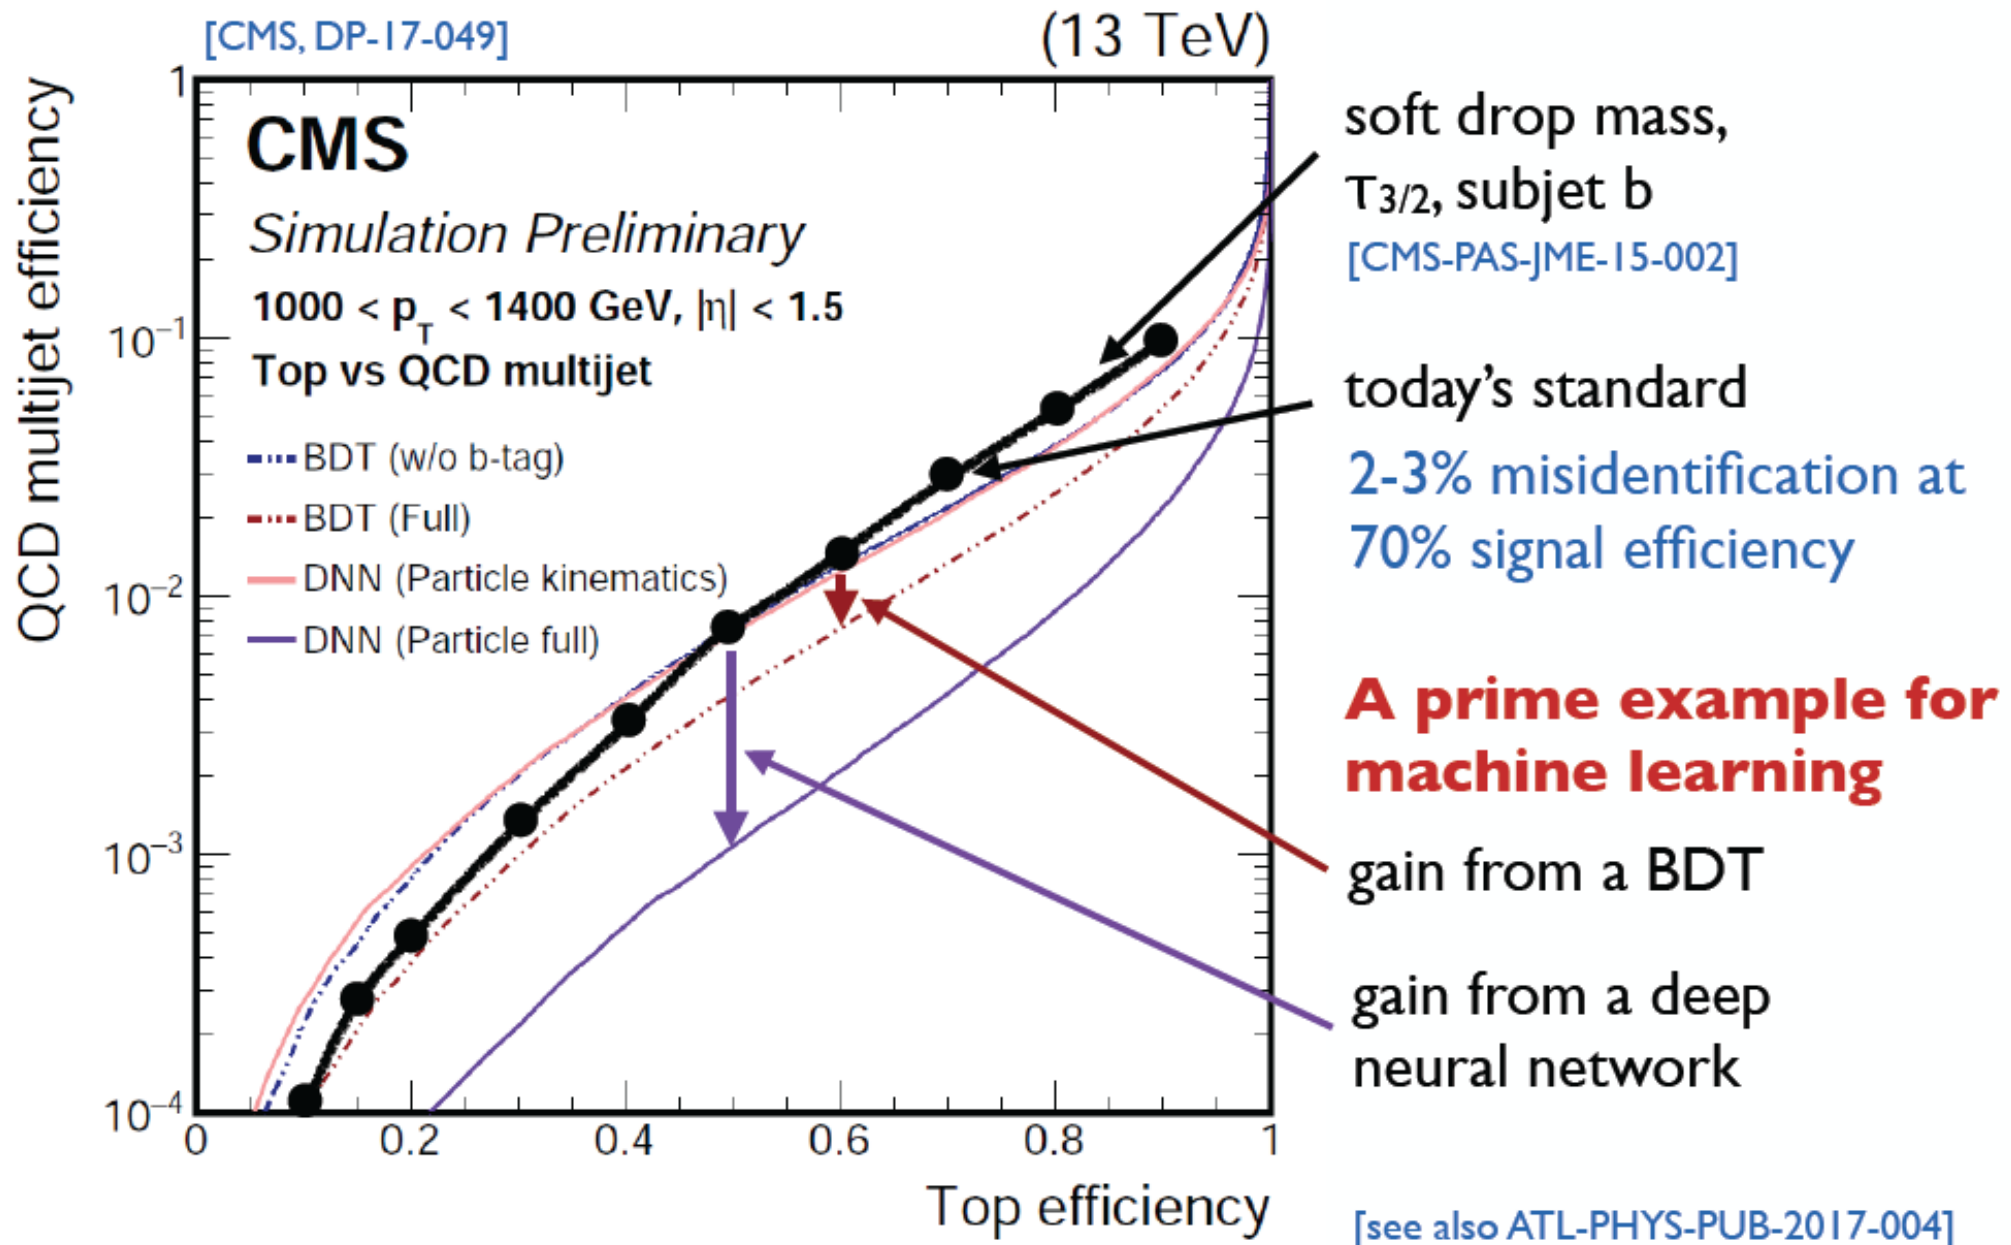 [CMS, DP-17-049]
(13 TeV)
CMS
Simulation Preliminary
1000 < pT < 1400 GeV, |η| < 1.5
Top vs QCD multijet
BDT (w/o b-tag)
BDT (Full)
DNN (Particle kinematics)
DNN (Particle full)
QCD multijet efficiency
1
10−1
10−2
10−3
10−4
0
0.2
0.4
0.6
0.8
1
Top efficiency
soft drop mass,
τ3/2, subjet b
[CMS-PAS-JME-15-002]
today's standard
2-3% misidentification at
70% signal efficiency
A prime example for
machine learning
gain from a BDT
gain from a deep
neural network
[see also ATL-PHYS-PUB-2017-004]